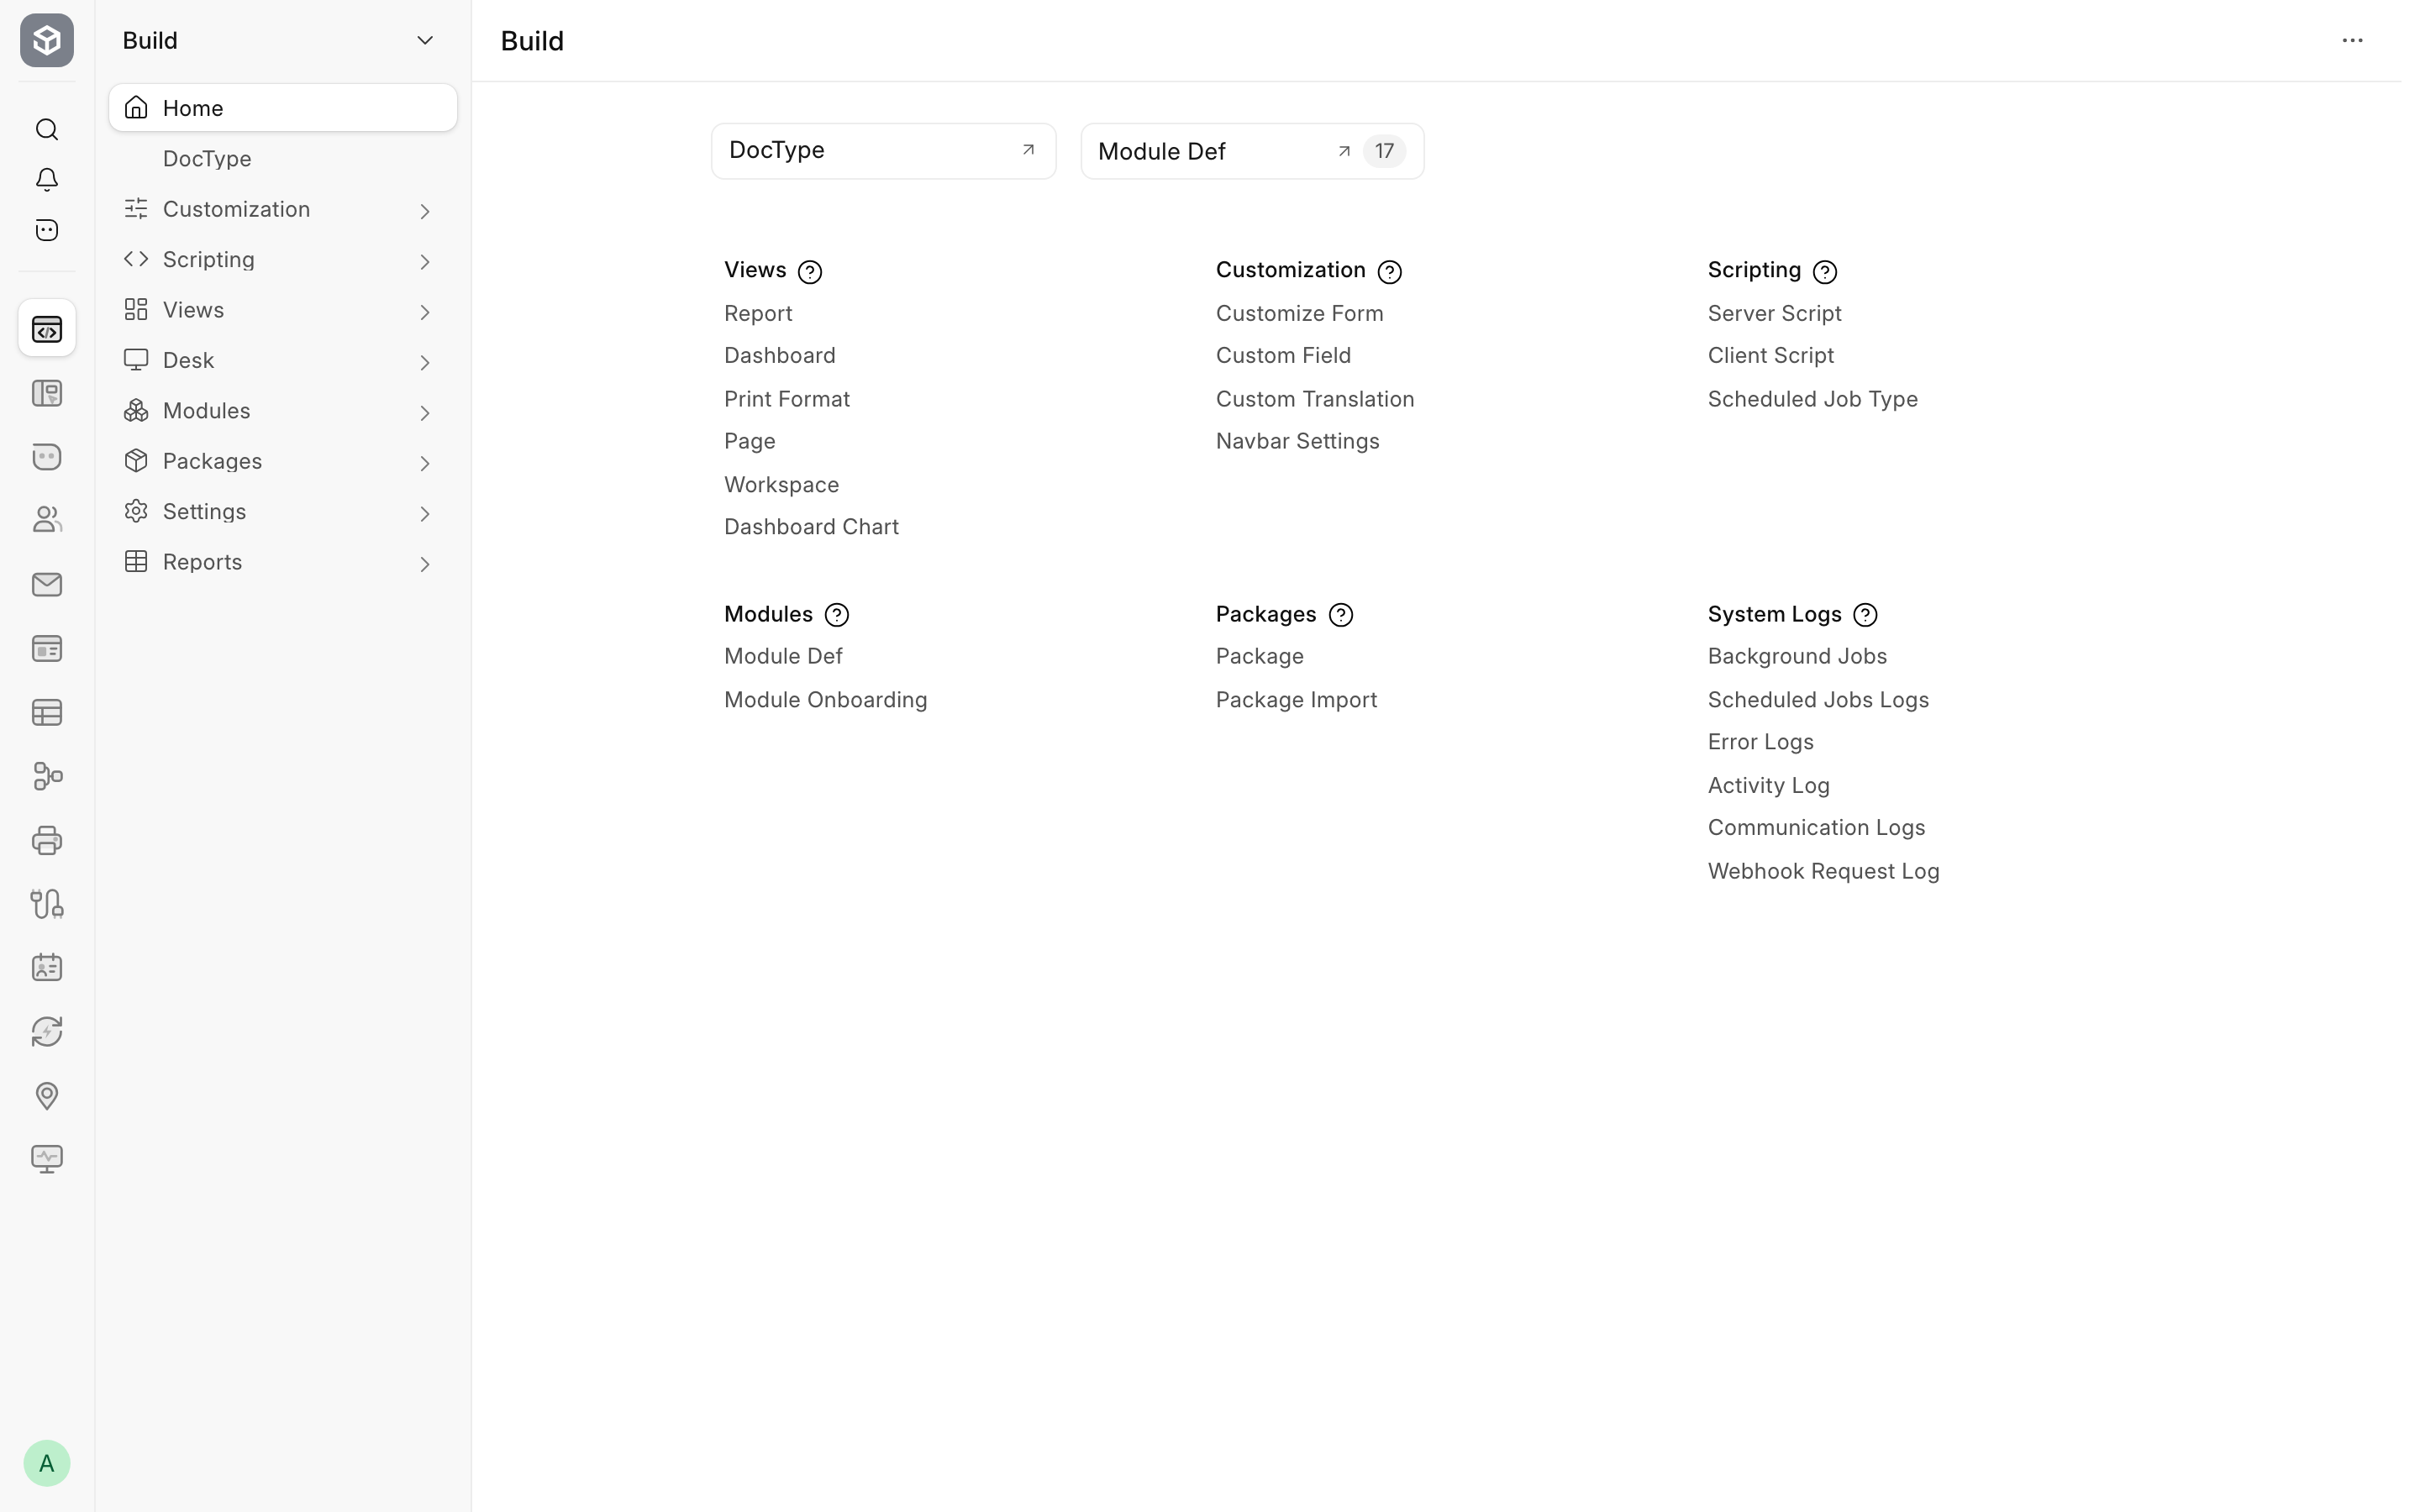 Build
Home
DocType
Customization
Scripting
Views
Desk
Modules
Packages
Settings
Reports
A
Build
DocType
Module Def 17
Views
Report
Dashboard
Print Format
Page
Workspace
Dashboard Chart
Customization
Customize Form
Custom Field
Custom Translation
Navbar Settings
Scripting
Server Script
Client Script
Scheduled Job Type
Modules
Module Def
Module Onboarding
Packages
Package
Package Import
System Logs
Background Jobs
Scheduled Jobs Logs
Error Logs
Activity Log
Communication Logs
Webhook Request Log